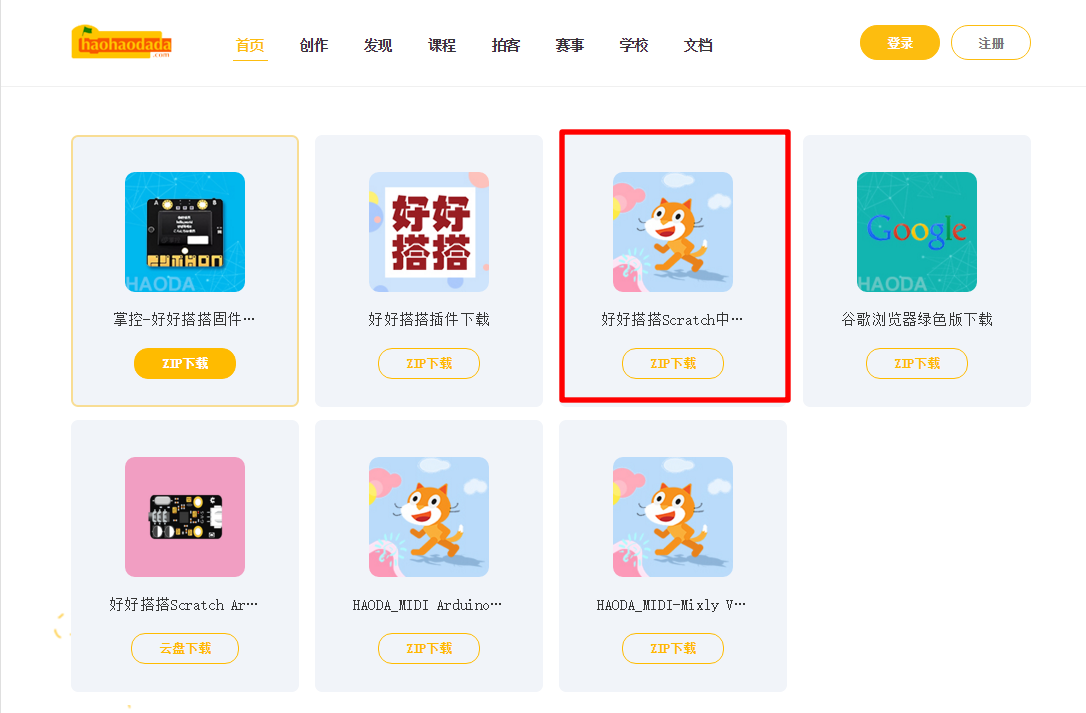 haohaodada
.com
首页 创作 发现 课程 拍客 赛事 学校 文档
登录 注册
A B
HAODA
好好
搭搭
Google
HAODA
掌控-好好搭搭固件… 好好搭搭插件下载 好好搭搭Scratch中… 谷歌浏览器绿色版下载
ZIP下载 ZIP下载 ZIP下载 ZIP下载
好好搭搭Scratch Ar… HAODA_MIDI Arduino… HAODA_MIDI-Mixly V…
云盘下载 ZIP下载 ZIP下载